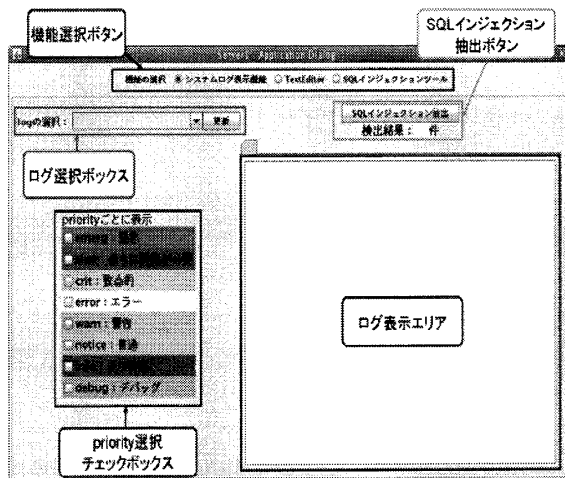 機能選択ボタン
SQLインジェクション
抽出ボタン
機能の選択 システムログ表示機能 TextEditor SQLインジェクションツール
logの選択： 更新
SQLインジェクション抽出
検出結果： 件
ログ選択ボックス
priorityごとに表示
emerg：
crit：致命的
error：エラー
warn：警告
notice：普通
debug：デバッグ
ログ表示エリア
priority選択
チェックボックス